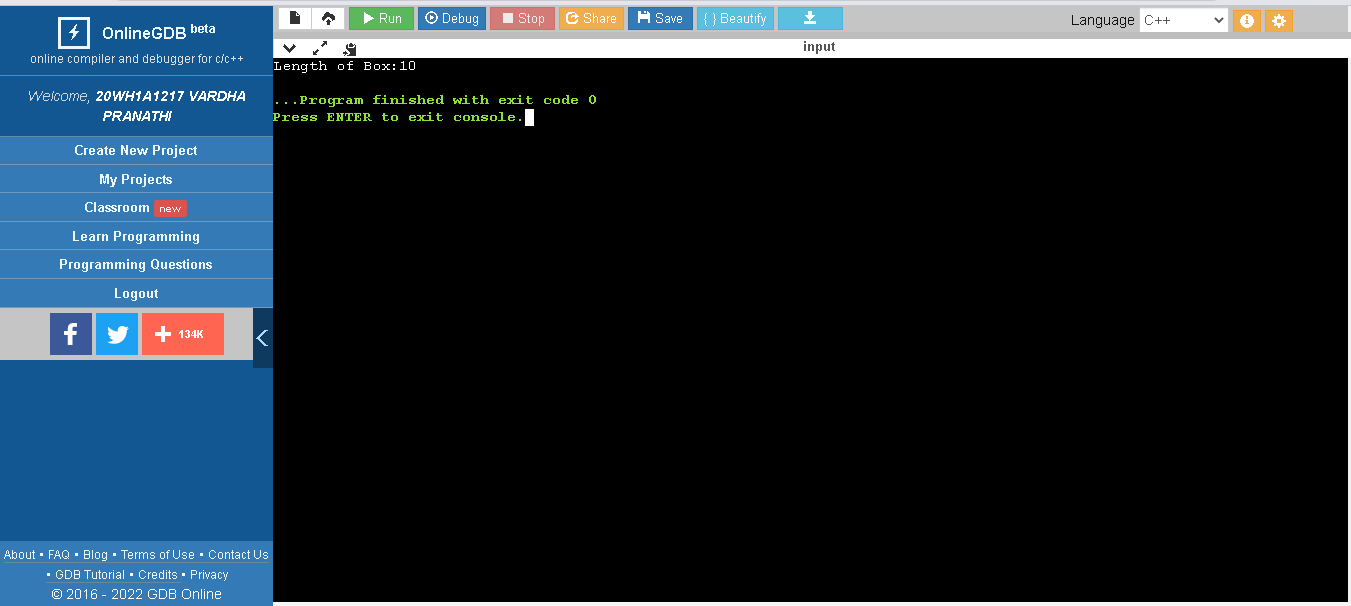 OnlineGDB beta
online compiler and debugger for c/c++
Welcome, 20WH1A1217 VARDHA
PRANATHI
Create New Project
My Projects
Classroom new
Learn Programming
Programming Questions
Logout
134K
About • FAQ • Blog • Terms of Use • Contact Us
• GDB Tutorial • Credits • Privacy
© 2016 - 2022 GDB Online
Run Debug Stop Share Save { } Beautify Language C++
input
Length of Box:10
...Program finished with exit code 0
Press ENTER to exit console.